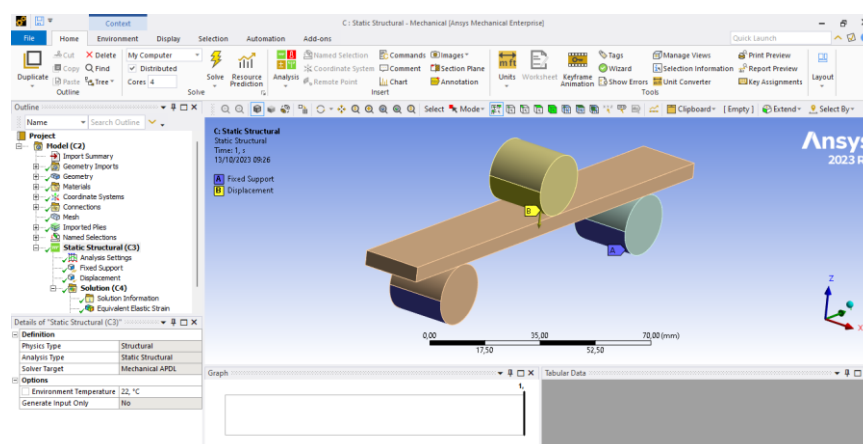 Context
C : Static Structural - Mechanical [Ansys Mechanical Enterprise]
File Home Environment Display Selection Automation Add-ons Quick Launch
Duplicate Cut Delete My Computer Solve Resource Prediction Analysis Named Selection Commands Images Units Worksheet Keyframe Animation Tags Manage Views Print Preview Layout
Copy Find Distributed Coordinate System Comment Section Plane Wizard Selection Information Report Preview
Paste Tree Cores 4 Remote Point Chart Annotation Show Errors Unit Converter Key Assignments
Outline Solve Insert Tools
Outline
Select Mode Clipboard [Empty] Extend Select By
Name Search Outline
Project
Model (C2)
Import Summary
Geometry Imports
Geometry
Materials
Coordinate Systems
Connections
Mesh
Imported Plies
Named Selections
Static Structural (C3)
Analysis Settings
Fixed Support
Displacement
Solution (C4)
Solution Information
Equivalent Elastic Strain
Details of "Static Structural (C3)"
Definition
Physics Type Structural
Analysis Type Static Structural
Solver Target Mechanical APDL
Options
Environment Temperature 22, °C
Generate Input Only No
C: Static Structural
Static Structural
Time: 1, s
13/10/2023 09:26
A Fixed Support
B Displacement
Ansys
2023 R
B
A
Z
X
0,00 35,00 70,00 (mm)
17,50 52,50
Graph
1,
Tabular Data